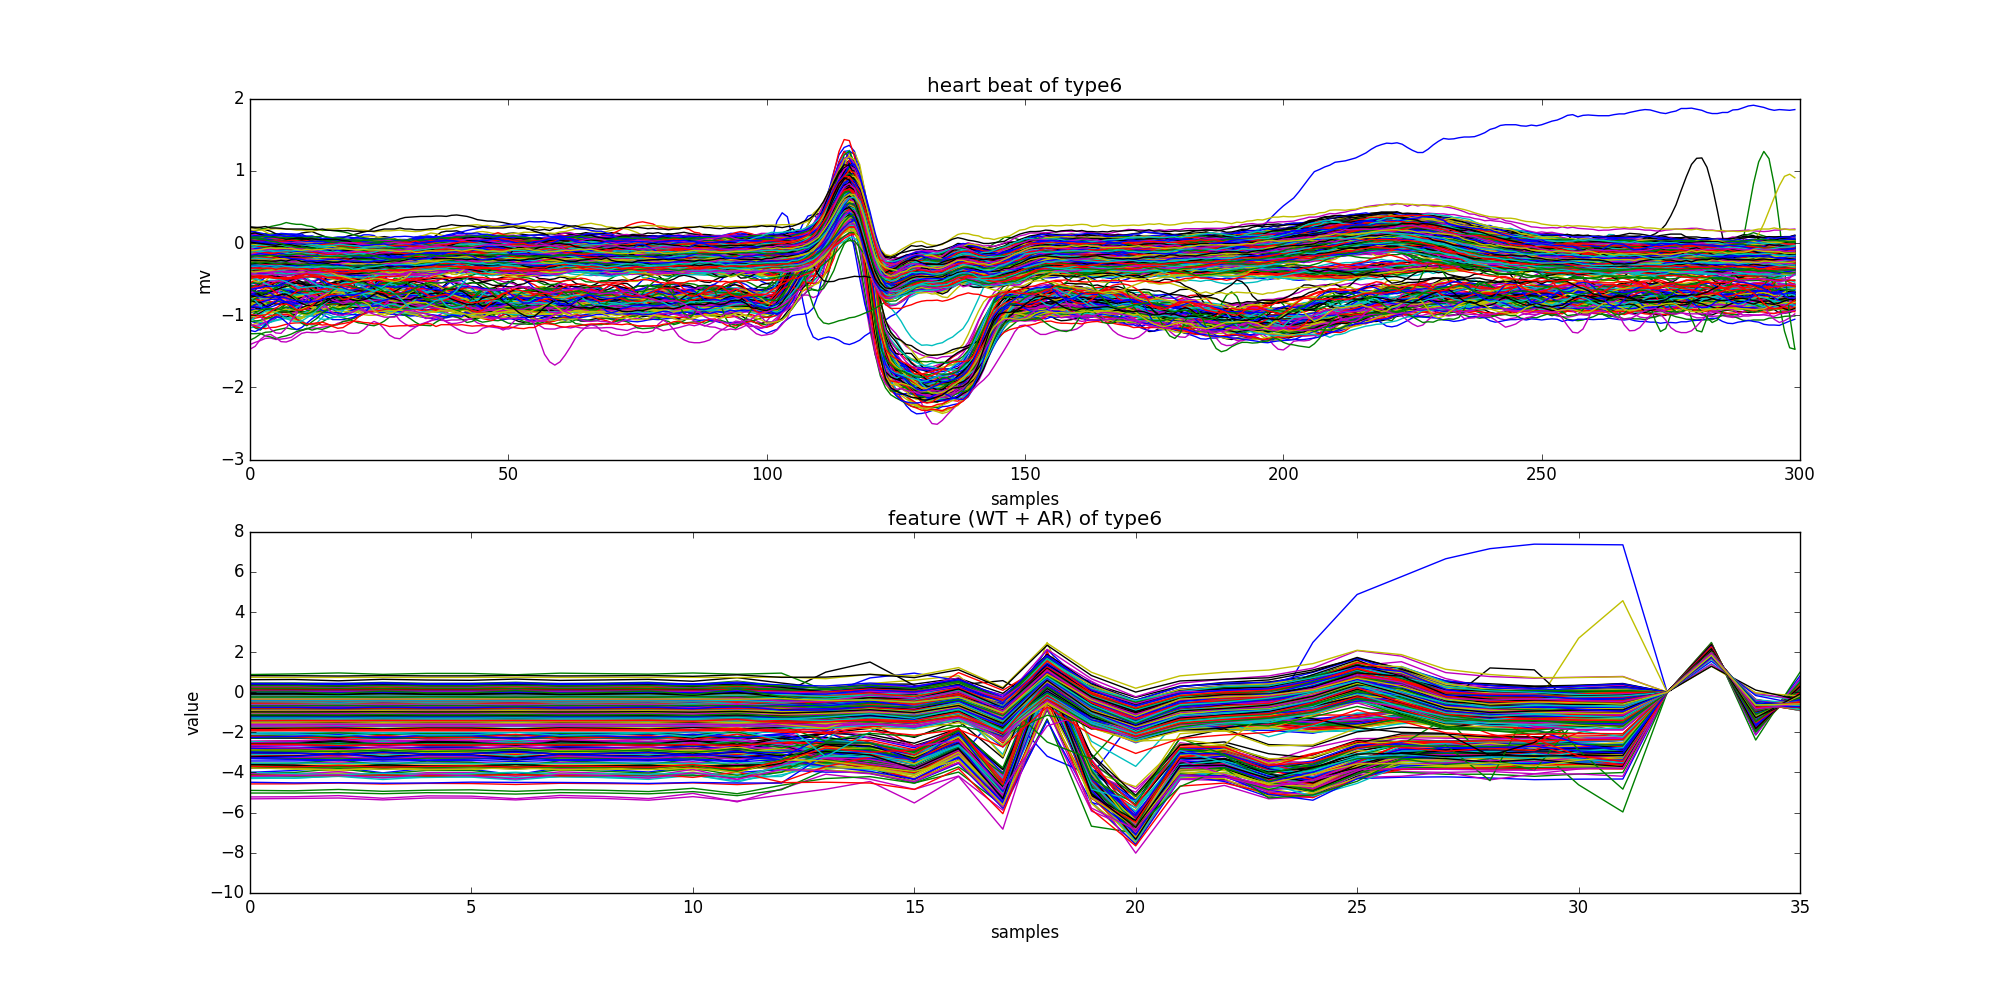 heart beat of type6
2
1
0
−1
−2
−3
mv
0 50 100 150 200 250 300
samples
feature (WT + AR) of type6
8
6
4
2
0
−2
−4
−6
−8
−10
value
0 5 10 15 20 25 30 35
samples